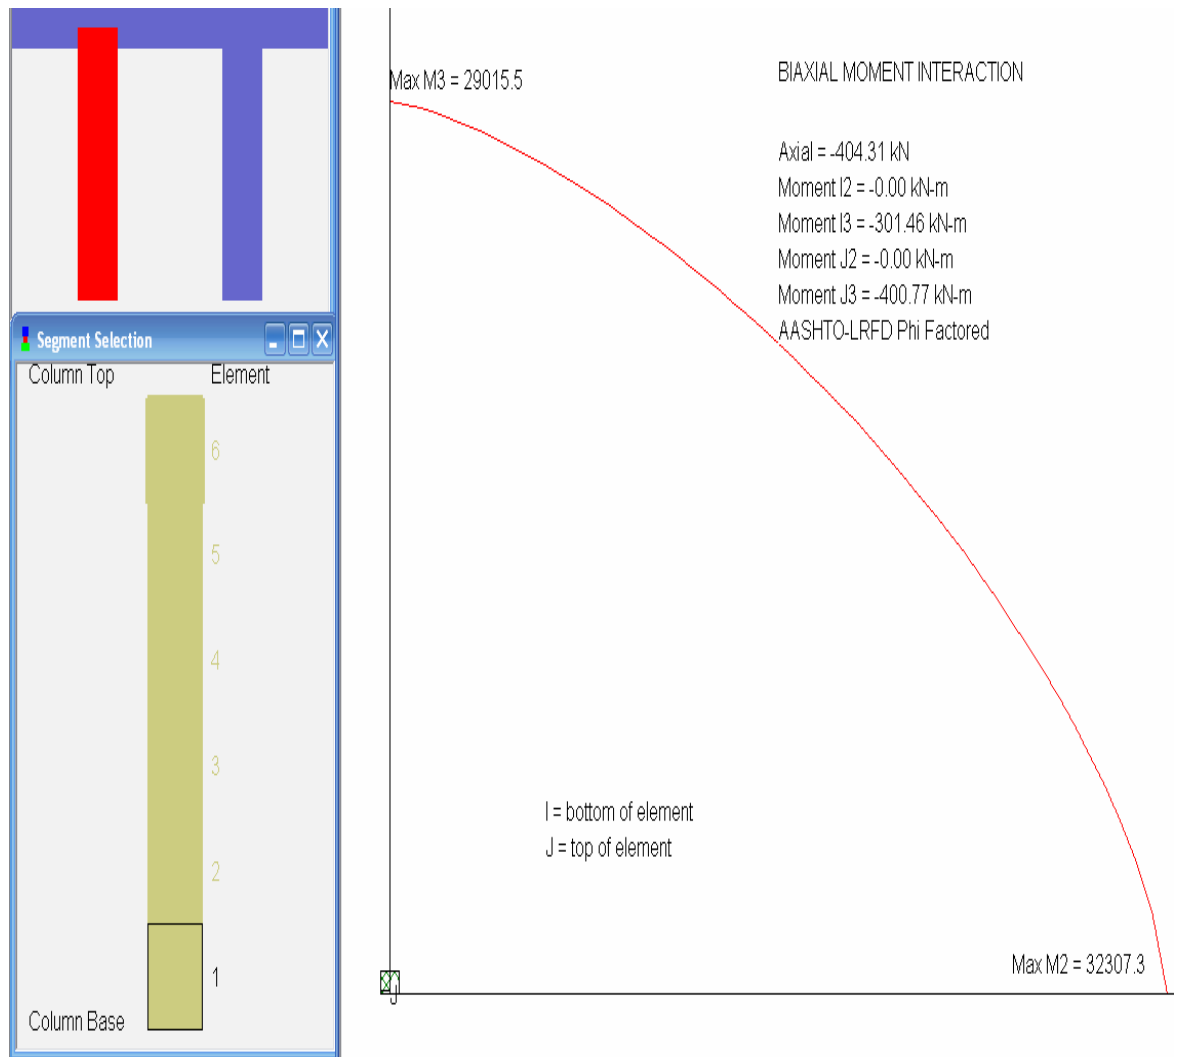 Segment Selection
Column Top
Element
6
5
4
3
2
1
Column Base
Max M3 = 29015.5
BIAXIAL MOMENT INTERACTION
Axial = -404.31 kN
Moment I2 = -0.00 kN-m
Moment I3 = -301.46 kN-m
Moment J2 = -0.00 kN-m
Moment J3 = -400.77 kN-m
AASHTO-LRFD Phi Factored
I = bottom of element
J = top of element
Max M2 = 32307.3
J